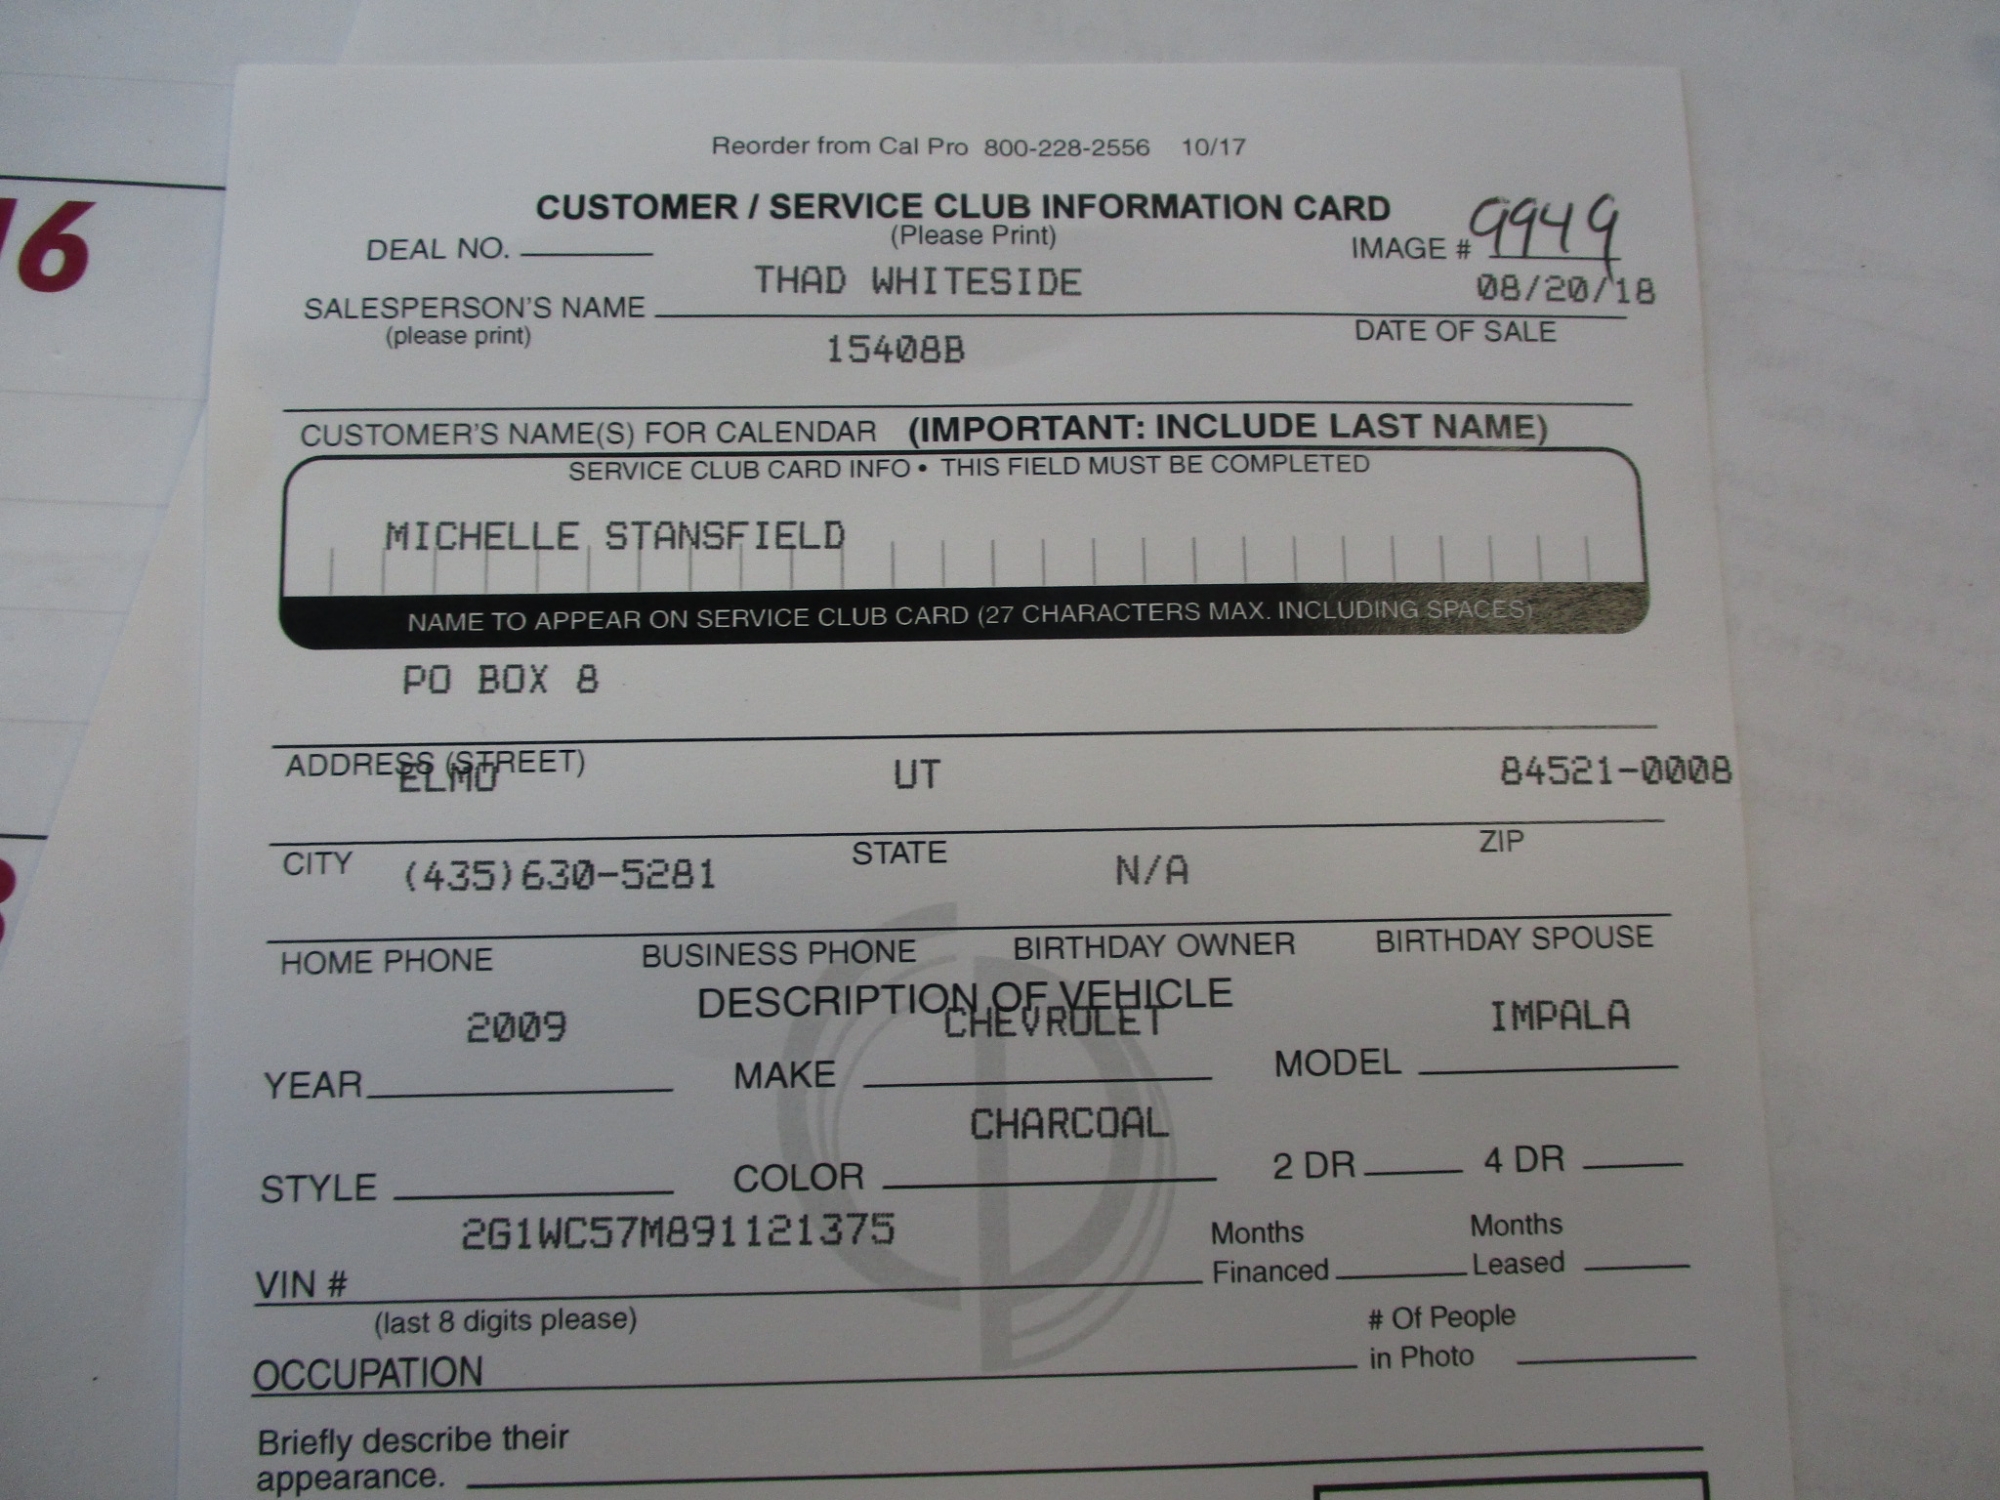 16
Reorder from Cal Pro 800-228-2556 10/17
CUSTOMER / SERVICE CLUB INFORMATION CARD
(Please Print)
DEAL NO.
IMAGE # 9949
THAD WHITESIDE
08/20/18
SALESPERSON'S NAME
(please print)
DATE OF SALE
15408B
CUSTOMER'S NAME(S) FOR CALENDAR (IMPORTANT: INCLUDE LAST NAME)
SERVICE CLUB CARD INFO • THIS FIELD MUST BE COMPLETED
MICHELLE STANSFIELD
NAME TO APPEAR ON SERVICE CLUB CARD (27 CHARACTERS MAX. INCLUDING SPACES)
PO BOX 8
ADDRESS (STREET)
ELMO UT 84521-0008
CITY STATE ZIP
(435)630-5281 N/A
HOME PHONE BUSINESS PHONE BIRTHDAY OWNER BIRTHDAY SPOUSE
DESCRIPTION OF VEHICLE
2009 CHEVROLET IMPALA
YEAR MAKE MODEL
CHARCOAL
STYLE COLOR 2 DR 4 DR
2G1WC57M891121375
VIN # Months Financed Months Leased
(last 8 digits please)
# Of People
in Photo
OCCUPATION
Briefly describe their
appearance.